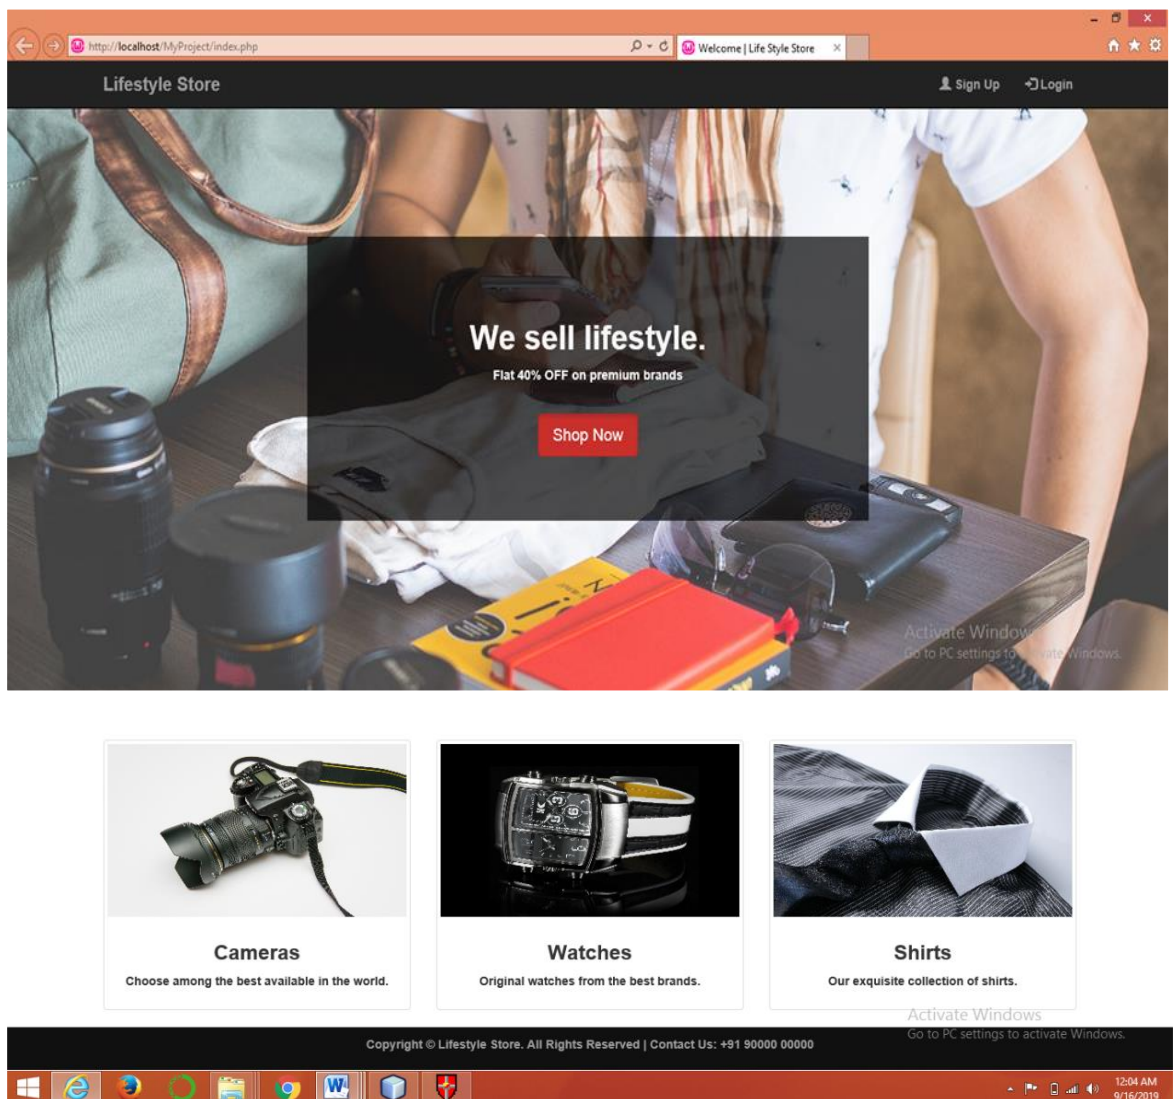 http://localhost/MyProject/index.php
Welcome | Life Style Store
Lifestyle Store
Sign Up
Login
We sell lifestyle.
Flat 40% OFF on premium brands
Shop Now
Activate Windows
Go to PC settings to activate Windows.
Cameras
Choose among the best available in the world.
Watches
Original watches from the best brands.
Shirts
Our exquisite collection of shirts.
Activate Windows
Go to PC settings to activate Windows.
Copyright © Lifestyle Store. All Rights Reserved | Contact Us: +91 90000 00000
12:04 AM
9/16/2019